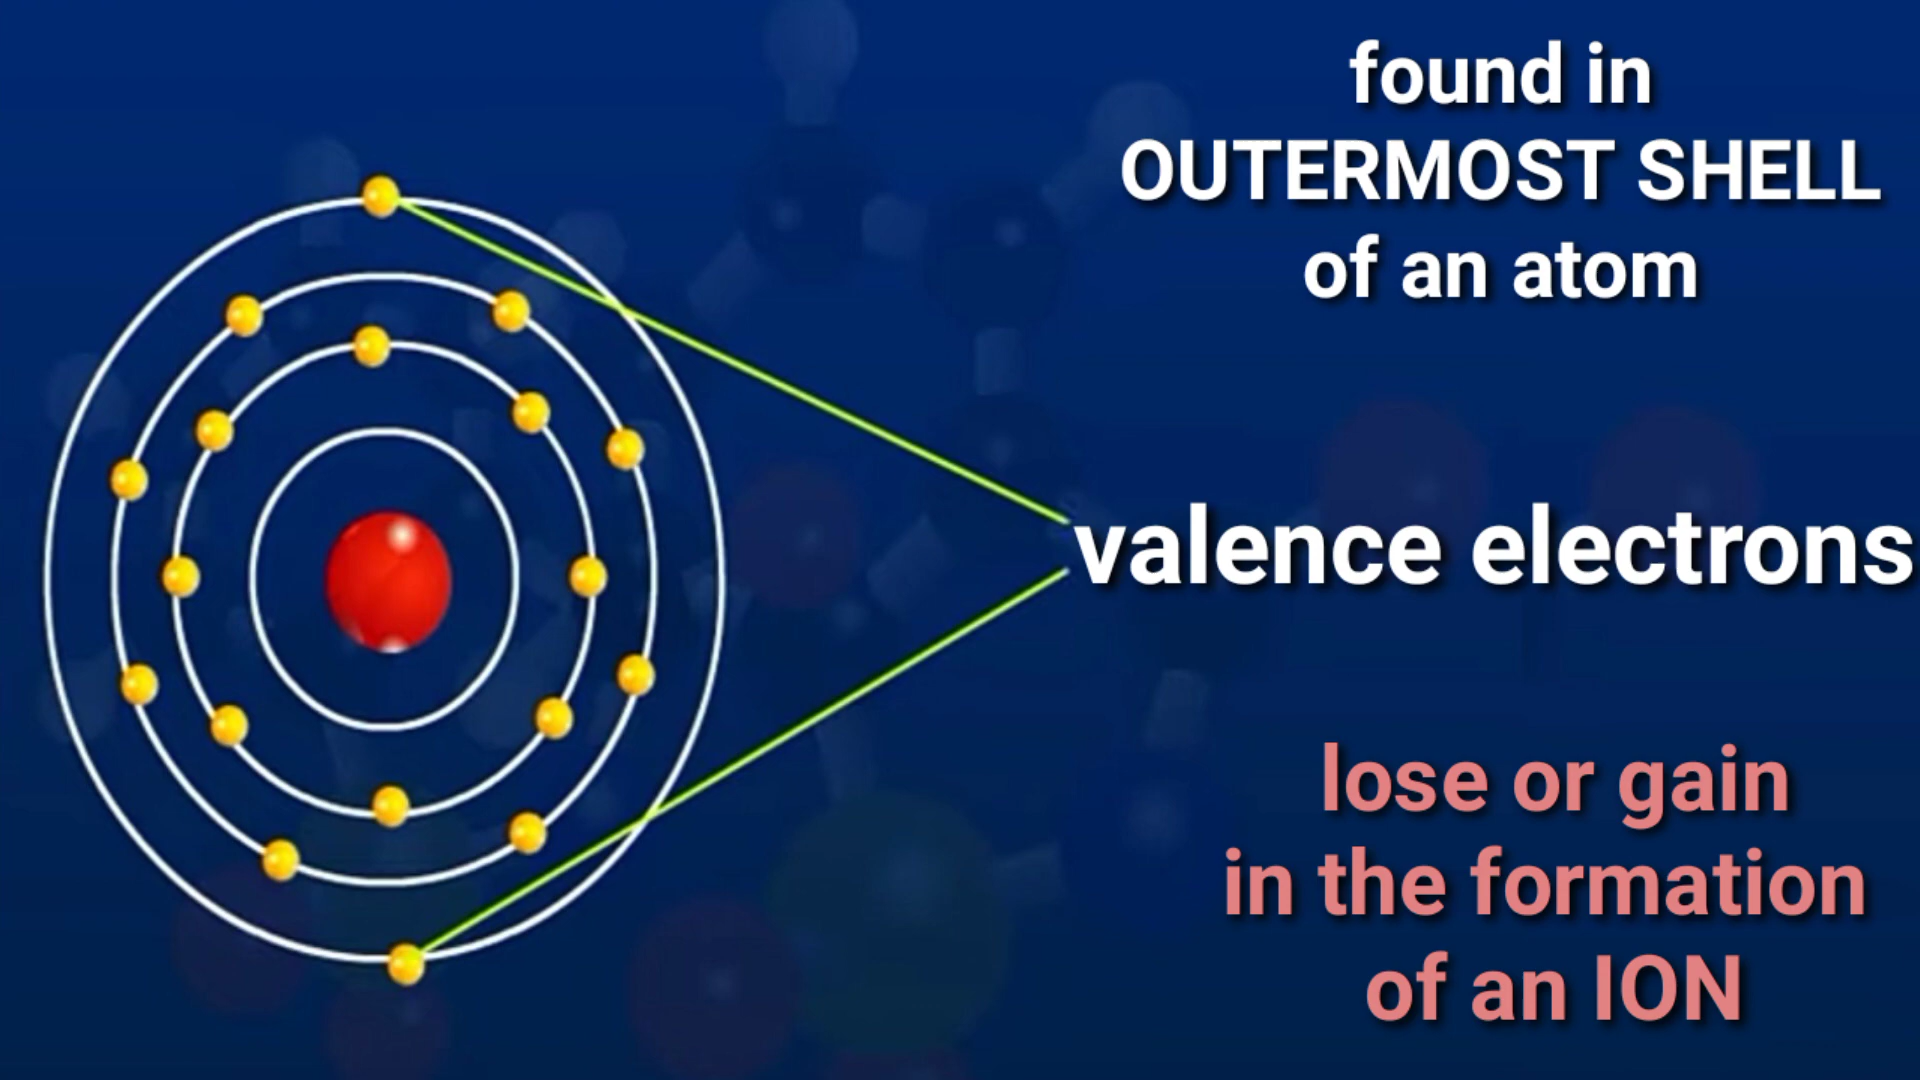 found in
OUTERMOST SHELL
of an atom
valence electrons
lose or gain
in the formation
of an ION